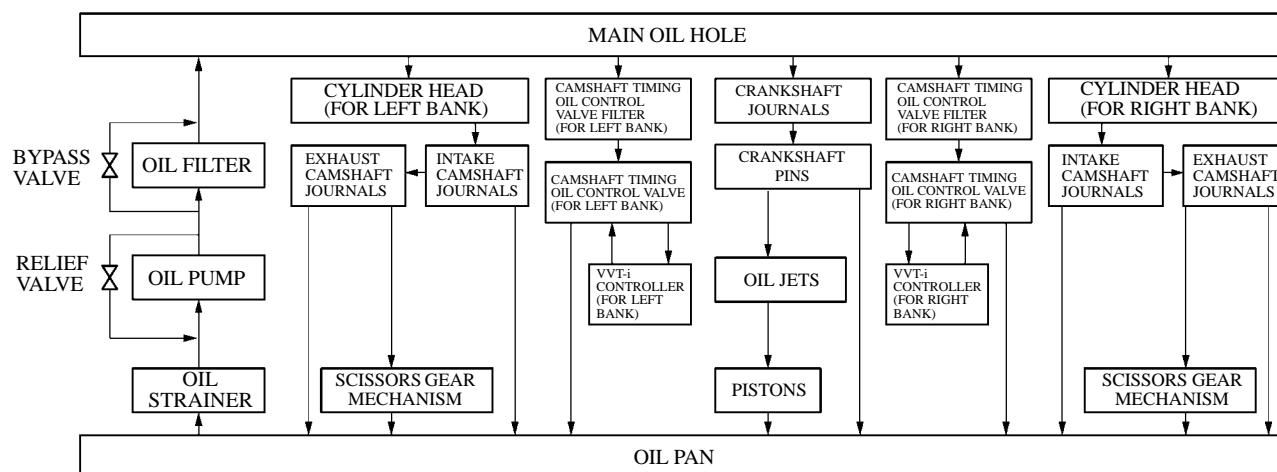 MAIN OIL HOLE
CYLINDER HEAD
(FOR LEFT BANK)
CAMSHAFT TIMING
OIL CONTROL
VALVE FILTER
(FOR LEFT BANK)
CRANKSHAFT
JOURNALS
CAMSHAFT TIMING
OIL CONTROL
VALVE FILTER
(FOR RIGHT BANK)
CYLINDER HEAD
(FOR RIGHT BANK)
BYPASS
VALVE
OIL FILTER
EXHAUST
CAMSHAFT
JOURNALS
INTAKE
CAMSHAFT
JOURNALS
CAMSHAFT TIMING
OIL CONTROL VALVE
(FOR LEFT BANK)
CRANKSHAFT
PINS
CAMSHAFT TIMING
OIL CONTROL VALVE
(FOR RIGHT BANK)
INTAKE
CAMSHAFT
JOURNALS
EXHAUST
CAMSHAFT
JOURNALS
RELIEF
VALVE
OIL PUMP
VVT-i
CONTROLLER
(FOR LEFT
BANK)
OIL JETS
VVT-i
CONTROLLER
(FOR RIGHT
BANK)
OIL
STRAINER
SCISSORS GEAR
MECHANISM
PISTONS
SCISSORS GEAR
MECHANISM
OIL PAN